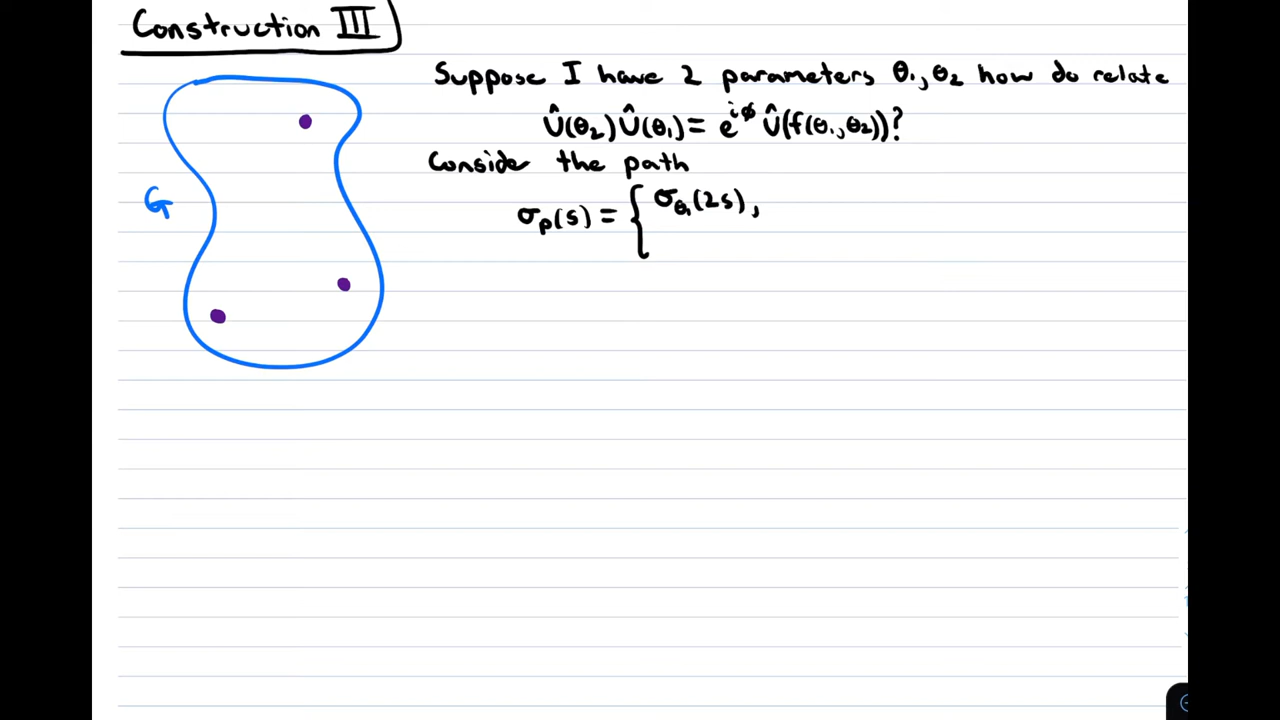 Construction III
Suppose I have 2 parameters θ₁, θ₂ how do relate
Û(θ₂)Û(θ₁) = e^{iϕ} Û(f(θ₁,θ₂))?
Consider the path
σ_p(s) = { σ_{θ₁}(2s),
G